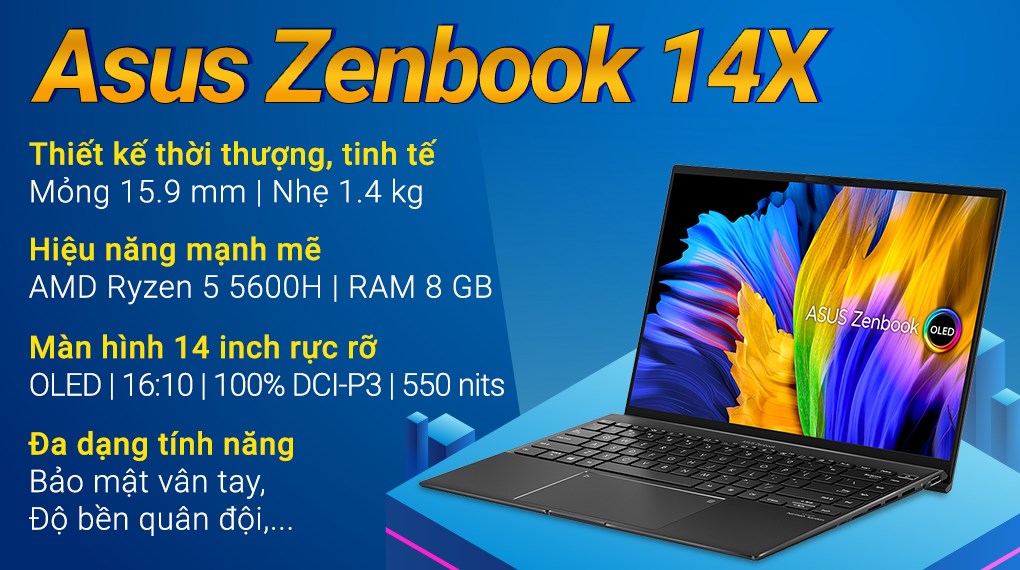 Asus Zenbook 14X
Thiết kế thời thượng, tinh tế
Mỏng 15.9 mm | Nhẹ 1.4 kg
Hiệu năng mạnh mẽ
AMD Ryzen 5 5600H | RAM 8 GB
Màn hình 14 inch rực rỡ
OLED | 16:10 | 100% DCI-P3 | 550 nits
Đa dạng tính năng
Bảo mật vân tay,
Độ bền quân đội,...
ASUS Zenbook
OLED